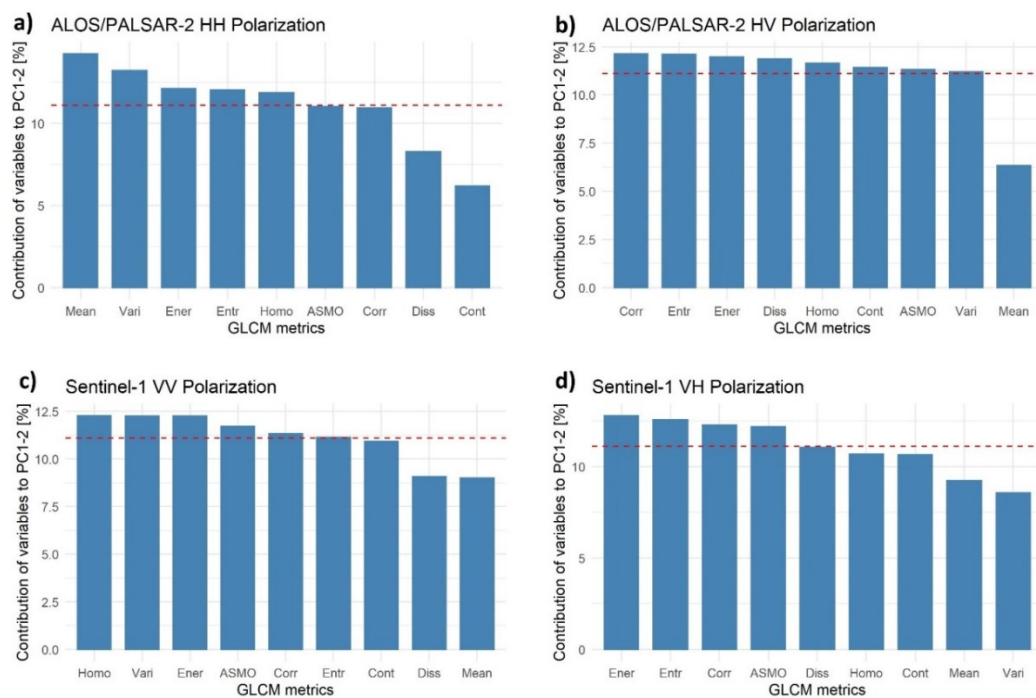 a) ALOS/PALSAR-2 HH Polarization
Contribution of variables to PC1-2 [%]
10
5
0
Mean Vari Ener Entr Homo ASMO Corr Diss Cont
GLCM metrics
b) ALOS/PALSAR-2 HV Polarization
Contribution of variables to PC1-2 [%]
12.5
10.0
7.5
5.0
2.5
0.0
Corr Entr Ener Diss Homo Cont ASMO Vari Mean
GLCM metrics
c) Sentinel-1 VV Polarization
Contribution of variables to PC1-2 [%]
12.5
10.0
7.5
5.0
2.5
0.0
Homo Vari Ener ASMO Corr Entr Cont Diss Mean
GLCM metrics
d) Sentinel-1 VH Polarization
Contribution of variables to PC1-2 [%]
10
5
0
Ener Entr Corr ASMO Diss Homo Cont Mean Vari
GLCM metrics